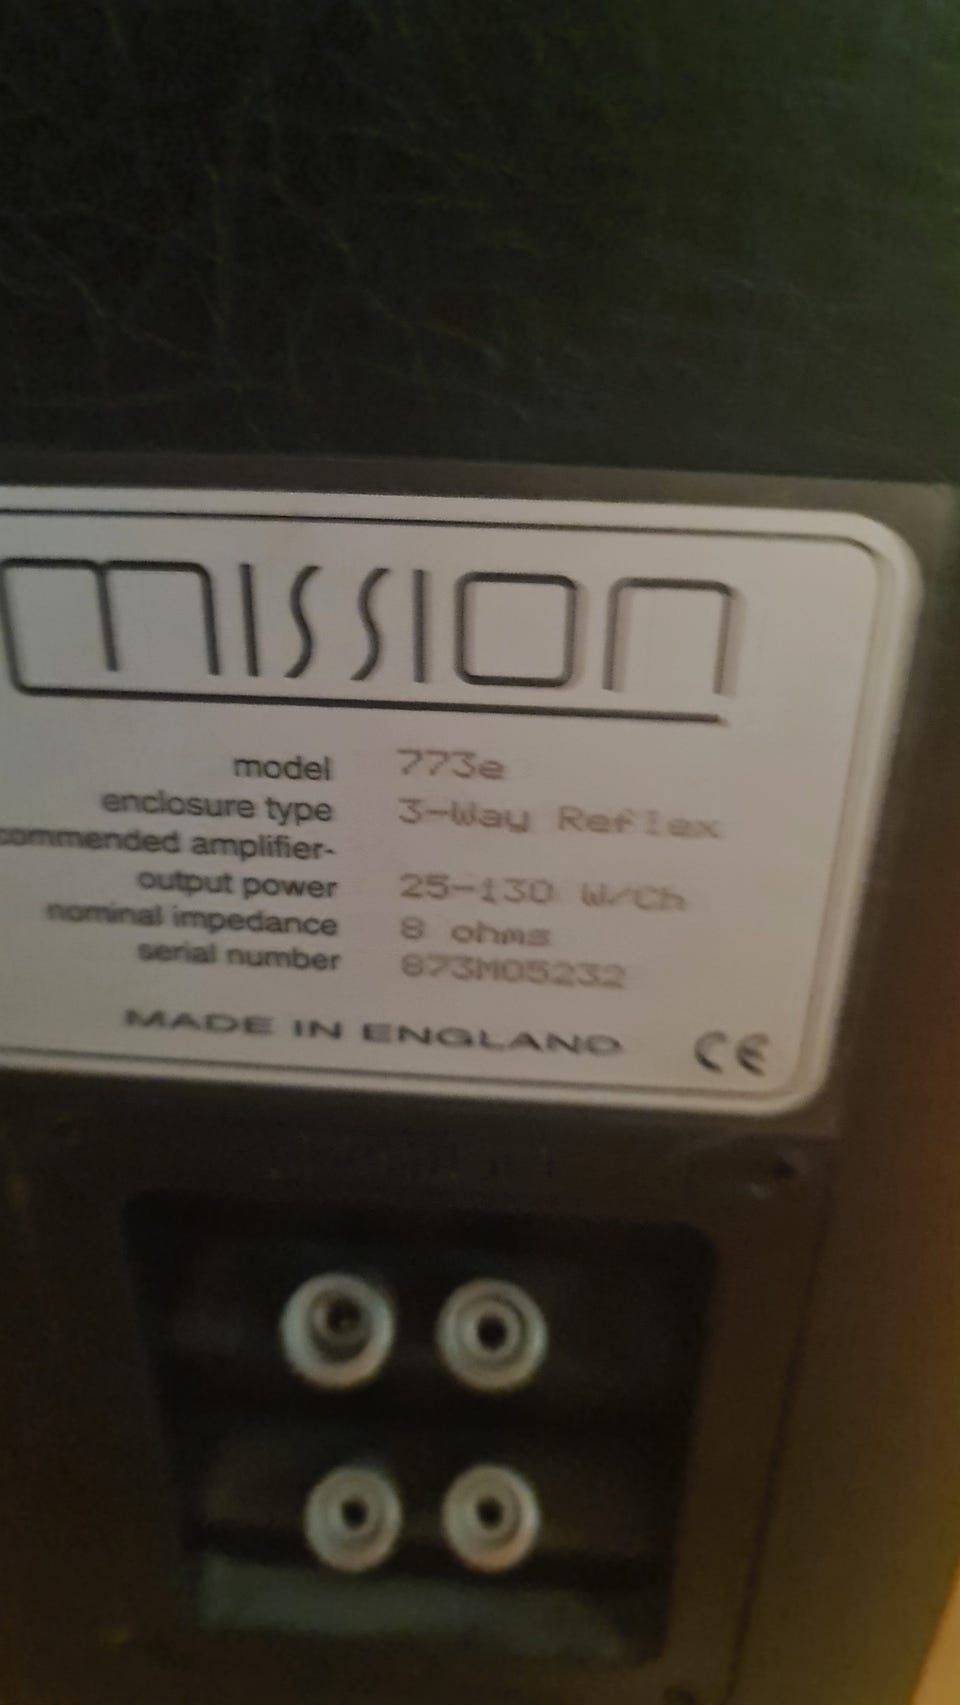 mission
model 773e
enclosure type 3-Way Reflex
commended amplifier-
output power 25-130 W/Ch
nominal impedance 8 ohms
serial number 873M05232
MADE IN ENGLAND CE